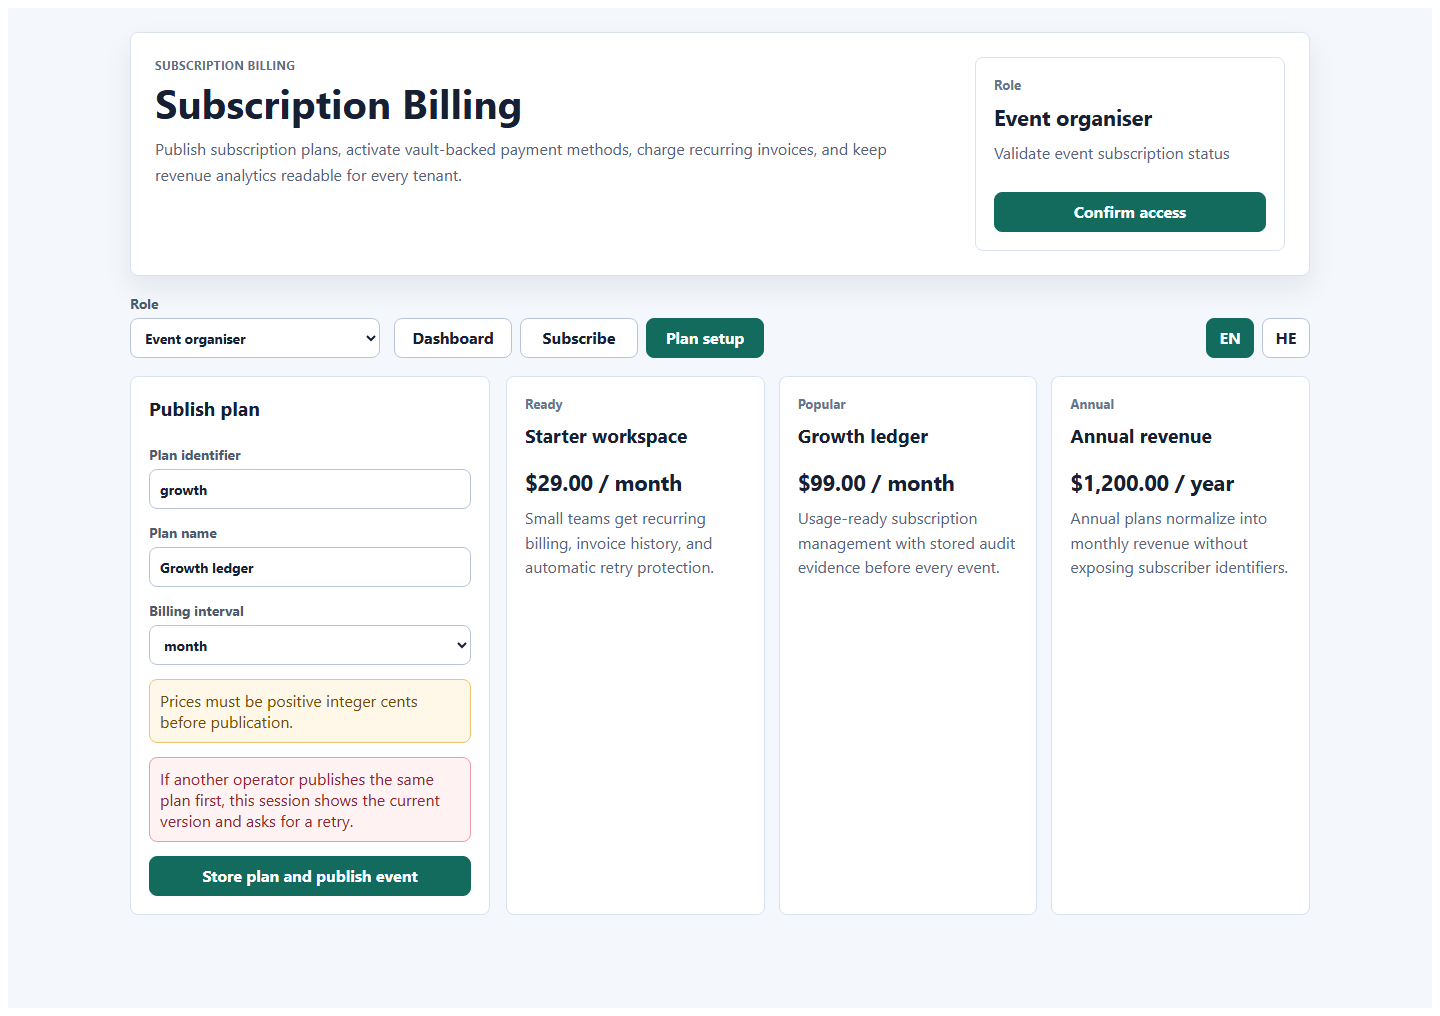 SUBSCRIPTION BILLING
Subscription Billing
Publish subscription plans, activate vault-backed payment methods, charge recurring invoices, and keep
revenue analytics readable for every tenant.
Role
Event organiser
Validate event subscription status
Confirm access
Role
Event organiser
Dashboard
Subscribe
Plan setup
EN
HE
Publish plan
Plan identifier
growth
Plan name
Growth ledger
Billing interval
month
Prices must be positive integer cents
before publication.
If another operator publishes the same
plan first, this session shows the current
version and asks for a retry.
Store plan and publish event
Ready
Starter workspace
$29.00 / month
Small teams get recurring
billing, invoice history, and
automatic retry protection.
Popular
Growth ledger
$99.00 / month
Usage-ready subscription
management with stored audit
evidence before every event.
Annual
Annual revenue
$1,200.00 / year
Annual plans normalize into
monthly revenue without
exposing subscriber identifiers.